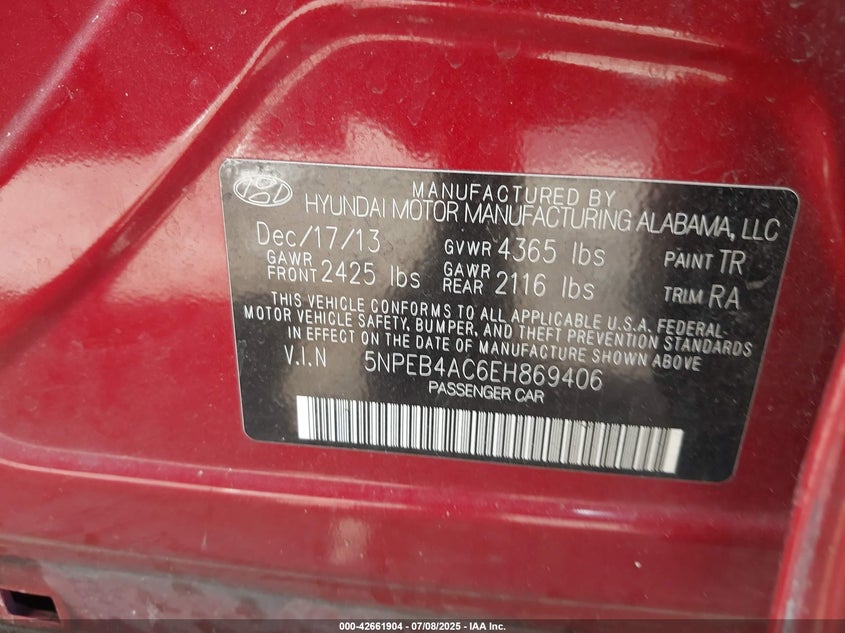 MANUFACTURED BY
HYUNDAI MOTOR MANUFACTURING ALABAMA, LLC
Dec/17/13 GVWR 4365 lbs PAINT TR
GAWR FRONT 2425 lbs GAWR REAR 2116 lbs TRIM RA
THIS VEHICLE CONFORMS TO ALL APPLICABLE U.S.A. FEDERAL
MOTOR VEHICLE SAFETY, BUMPER, AND THEFT PREVENTION STANDARDS
IN EFFECT ON THE DATE OF MANUFACTURE SHOWN ABOVE
V.I.N 5NPEB4AC6EH869406
PASSENGER CAR
000-42661904 | 07/08/2025 - IAA Inc.